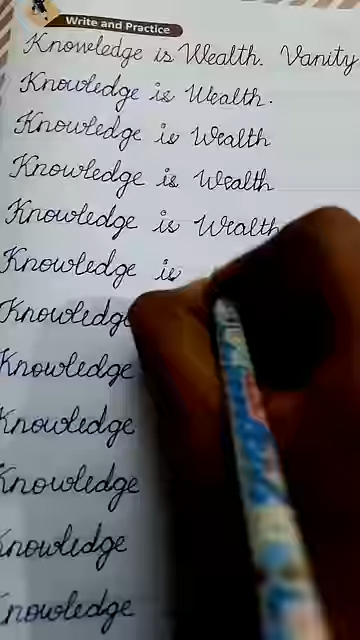 Write and Practice
Knowledge is Wealth. Vanity
Knowledge is Wealth.
Knowledge is Wealth
Knowledge is Wealth
Knowledge is Wealth
Knowledge is
Knowledge
Knowledge
Knowledge
Knowledge
Knowledge
Knowledge